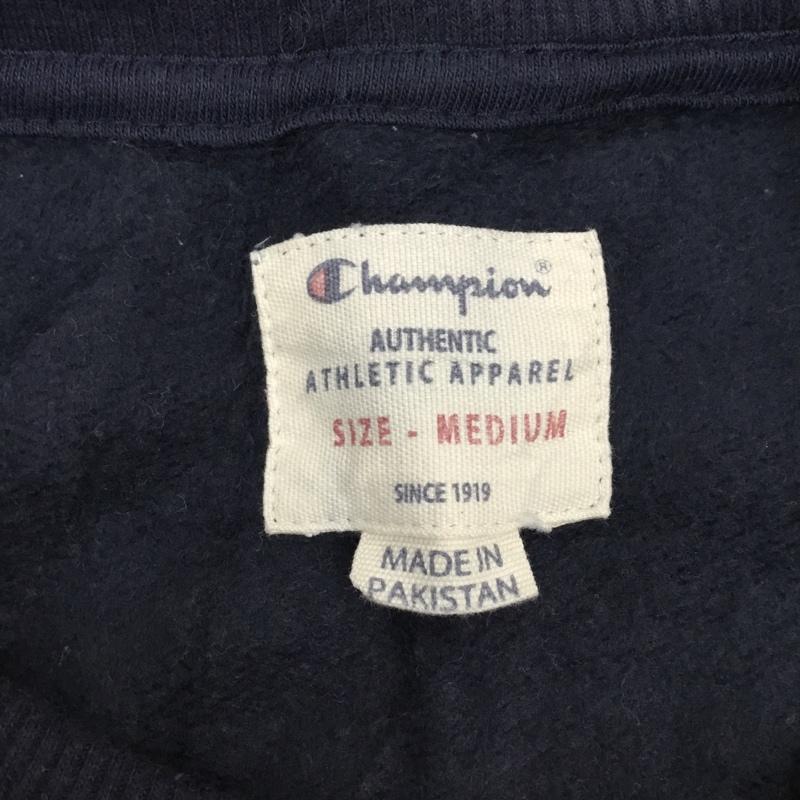 Champion®
AUTHENTIC
ATHLETIC APPAREL
SIZE - MEDIUM
SINCE 1919
MADE IN
PAKISTAN